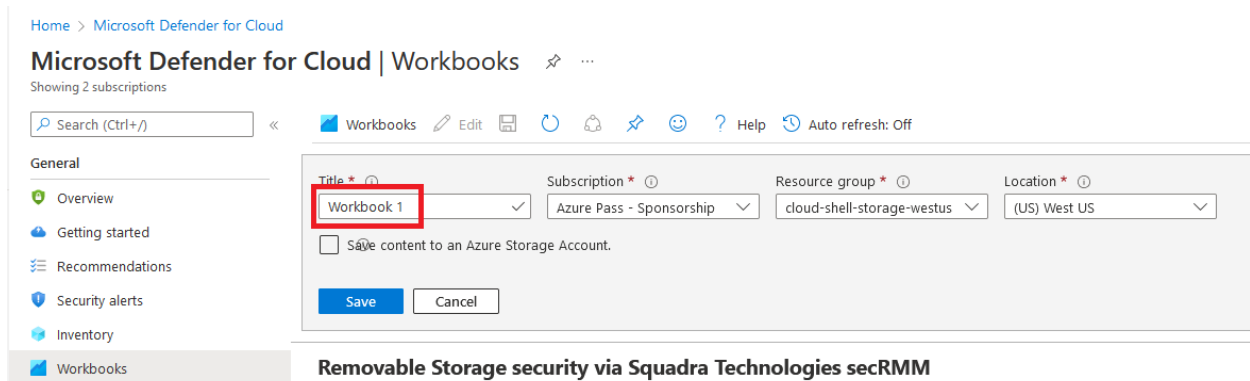 Home > Microsoft Defender for Cloud
Microsoft Defender for Cloud | Workbooks ...
Showing 2 subscriptions
Search (Ctrl+/) «
Workbooks Edit ? Help Auto refresh: Off
General
Overview
Getting started
Recommendations
Security alerts
Inventory
Workbooks
Title * Subscription * Resource group * Location *
Workbook 1 Azure Pass - Sponsorship cloud-shell-storage-westus (US) West US
Save content to an Azure Storage Account.
Save Cancel
Removable Storage security via Squadra Technologies secRMM